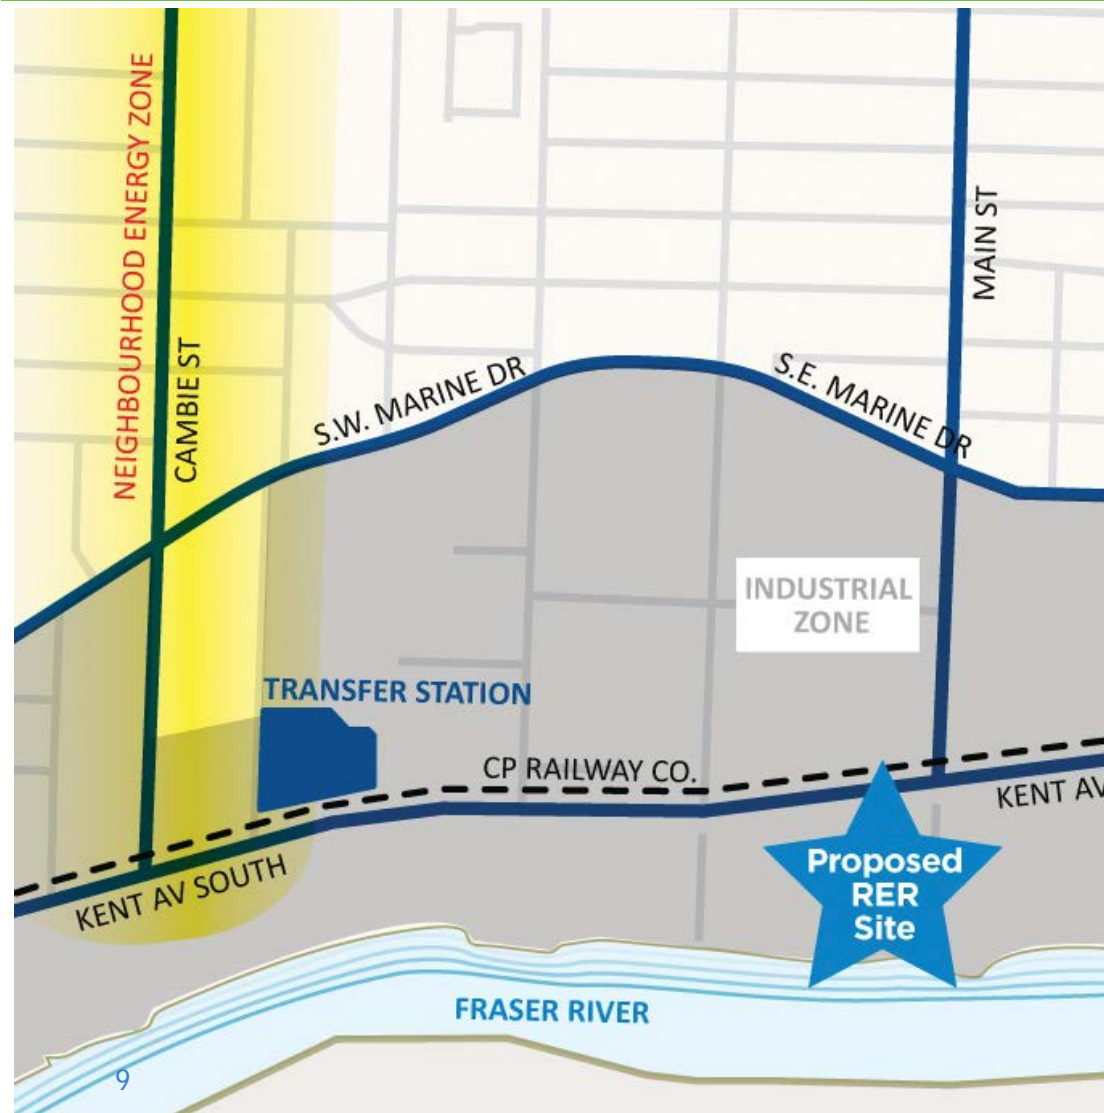 NEIGHBOURHOOD ENERGY ZONE
CAMBIE ST
MAIN ST
S.W. MARINE DR
S.E. MARINE DR
INDUSTRIAL
ZONE
TRANSFER STATION
CP RAILWAY CO.
KENT AV
KENT AV SOUTH
Proposed
RER
Site
FRASER RIVER
9